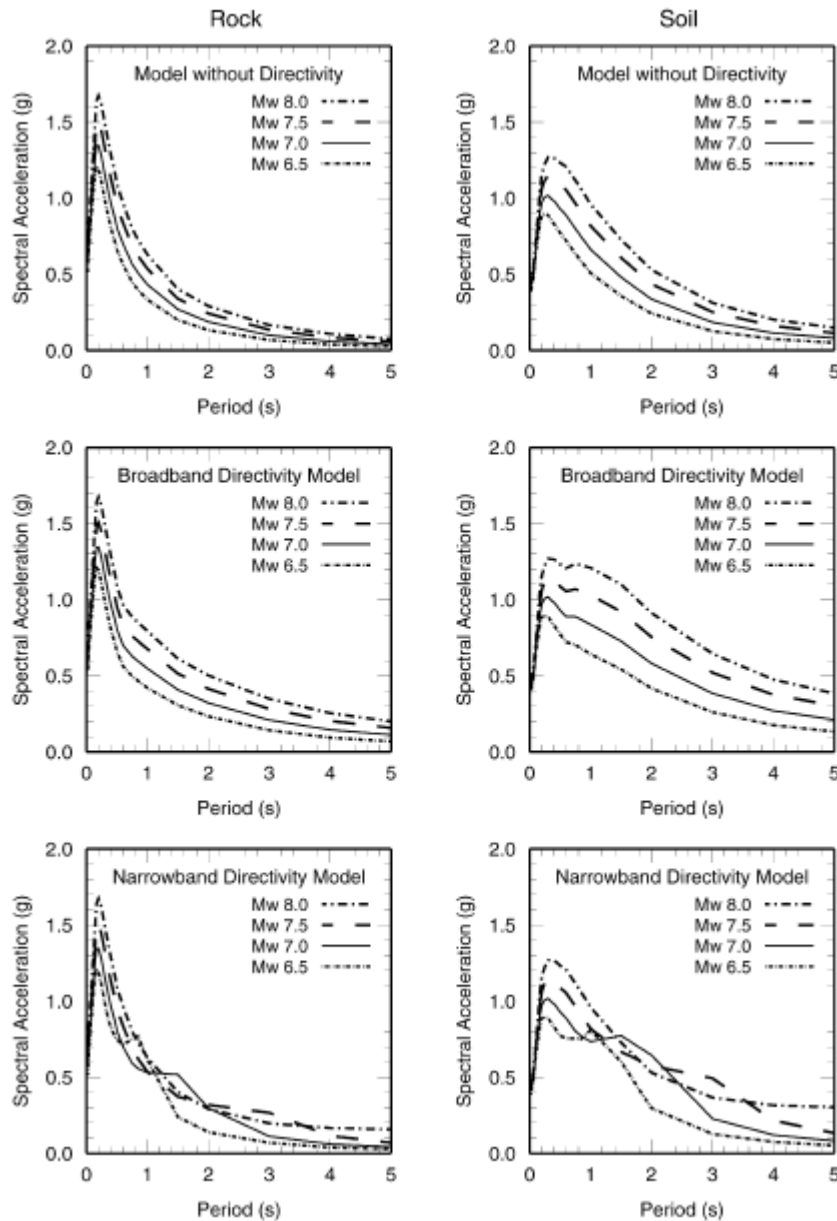 Rock
Soil
2.0
1.5
1.0
0.5
0.0
Spectral Acceleration (g)
Model without Directivity
Mw 8.0
Mw 7.5
Mw 7.0
Mw 6.5
0 1 2 3 4 5
Period (s)
2.0
1.5
1.0
0.5
0.0
Spectral Acceleration (g)
Model without Directivity
Mw 8.0
Mw 7.5
Mw 7.0
Mw 6.5
0 1 2 3 4 5
Period (s)
2.0
1.5
1.0
0.5
0.0
Spectral Acceleration (g)
Broadband Directivity Model
Mw 8.0
Mw 7.5
Mw 7.0
Mw 6.5
0 1 2 3 4 5
Period (s)
2.0
1.5
1.0
0.5
0.0
Spectral Acceleration (g)
Broadband Directivity Model
Mw 8.0
Mw 7.5
Mw 7.0
Mw 6.5
0 1 2 3 4 5
Period (s)
2.0
1.5
1.0
0.5
0.0
Spectral Acceleration (g)
Narrowband Directivity Model
Mw 8.0
Mw 7.5
Mw 7.0
Mw 6.5
0 1 2 3 4 5
Period (s)
2.0
1.5
1.0
0.5
0.0
Spectral Acceleration (g)
Narrowband Directivity Model
Mw 8.0
Mw 7.5
Mw 7.0
Mw 6.5
0 1 2 3 4 5
Period (s)